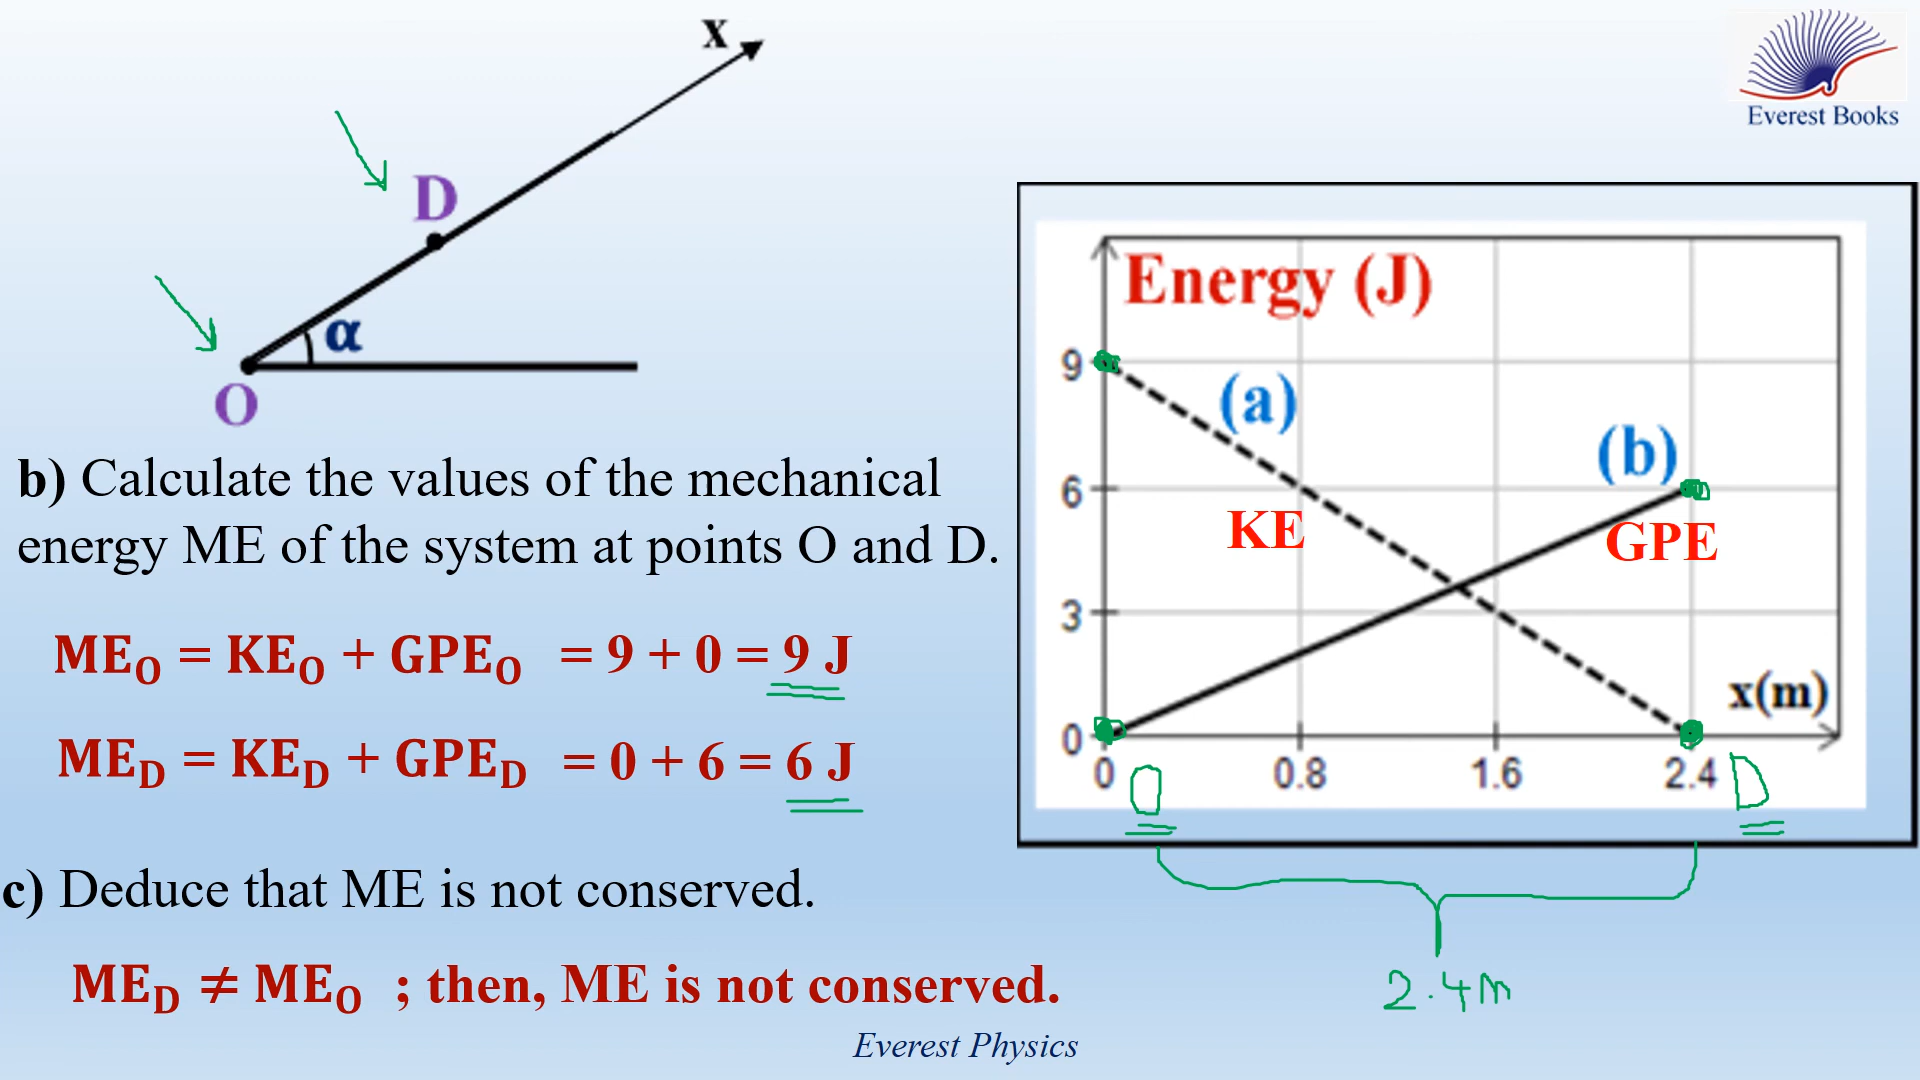 x
Everest Books
D
α
O
Energy (J)
9
(a)
(b)
6
KE
GPE
3
x(m)
0
0 0.8 1.6 2.4
O D
2.4m
b) Calculate the values of the mechanical
energy ME of the system at points O and D.
ME_O = KE_O + GPE_O = 9 + 0 = 9 J
ME_D = KE_D + GPE_D = 0 + 6 = 6 J
c) Deduce that ME is not conserved.
ME_D ≠ ME_O ; then, ME is not conserved.
Everest Physics